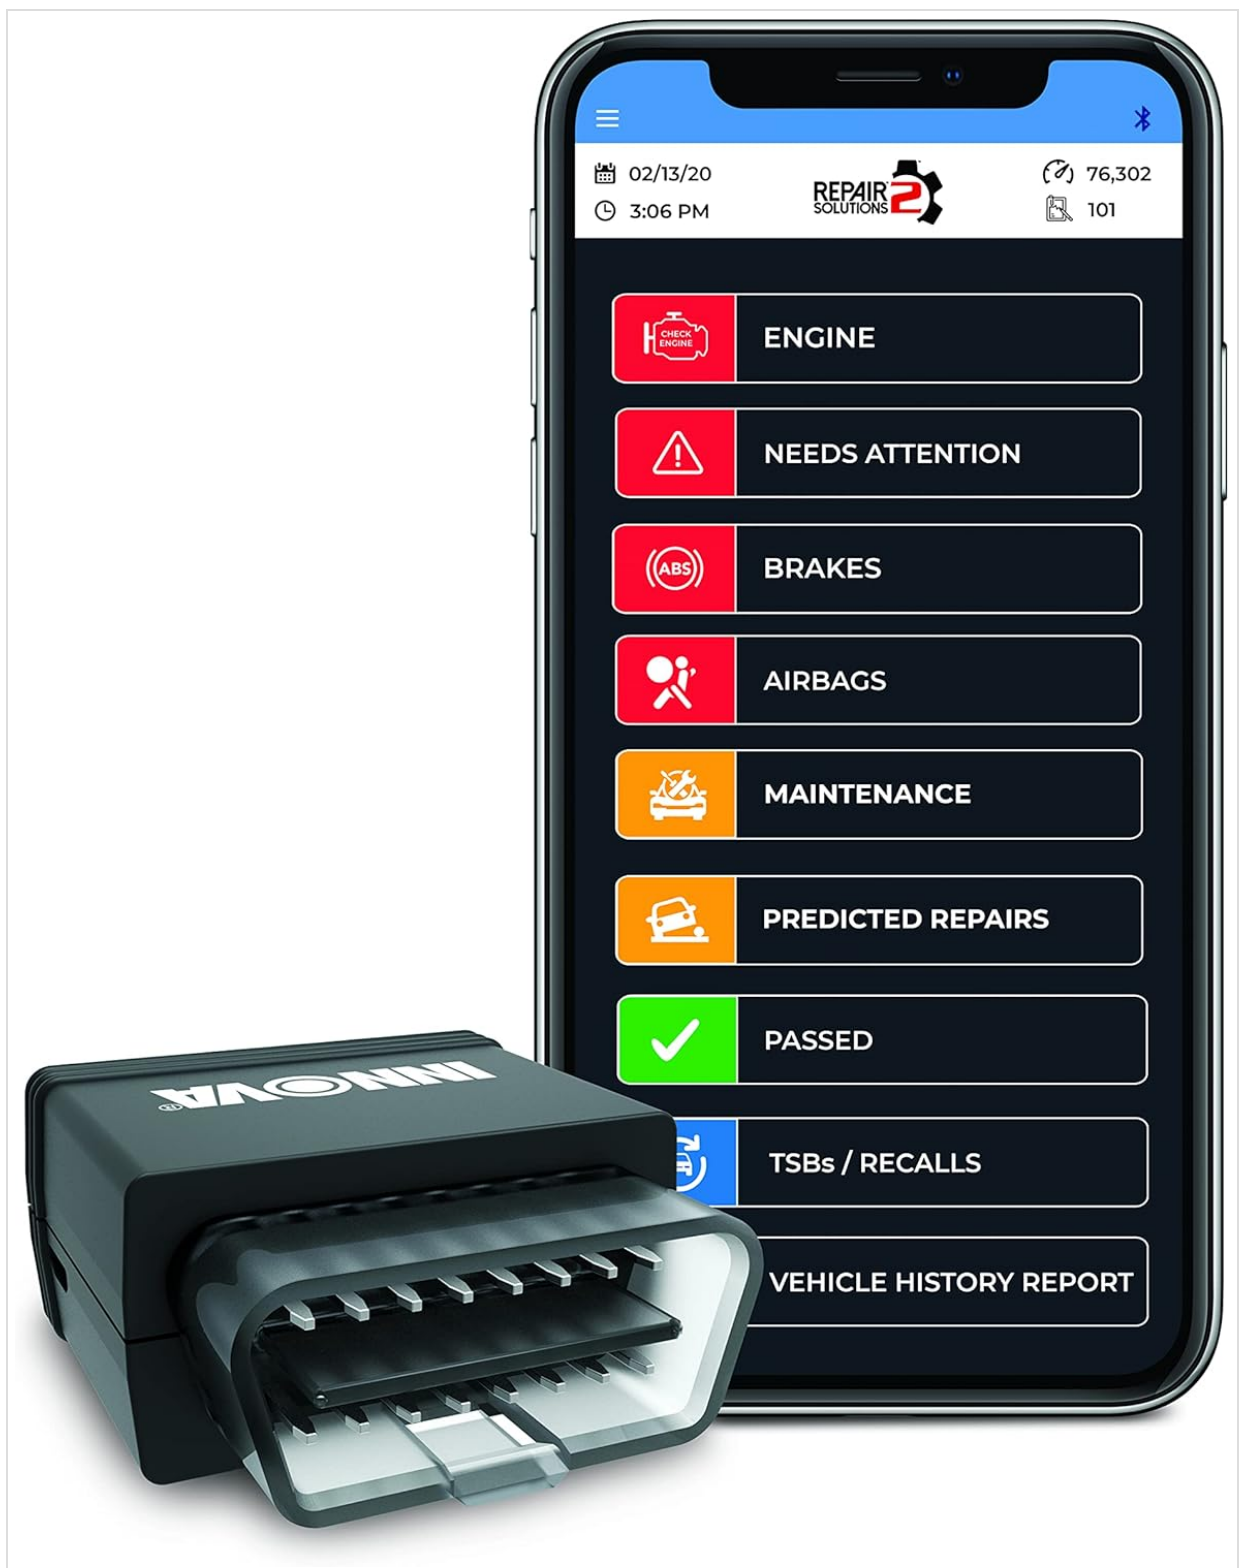 02/13/20
3:06 PM
REPAIR 2
SOLUTIONS
76,302
101
CHECK
ENGINE
ENGINE
NEEDS ATTENTION
ABS
BRAKES
AIRBAGS
MAINTENANCE
PREDICTED REPAIRS
PASSED
TSBs / RECALLS
VEHICLE HISTORY REPORT
INNOVA®